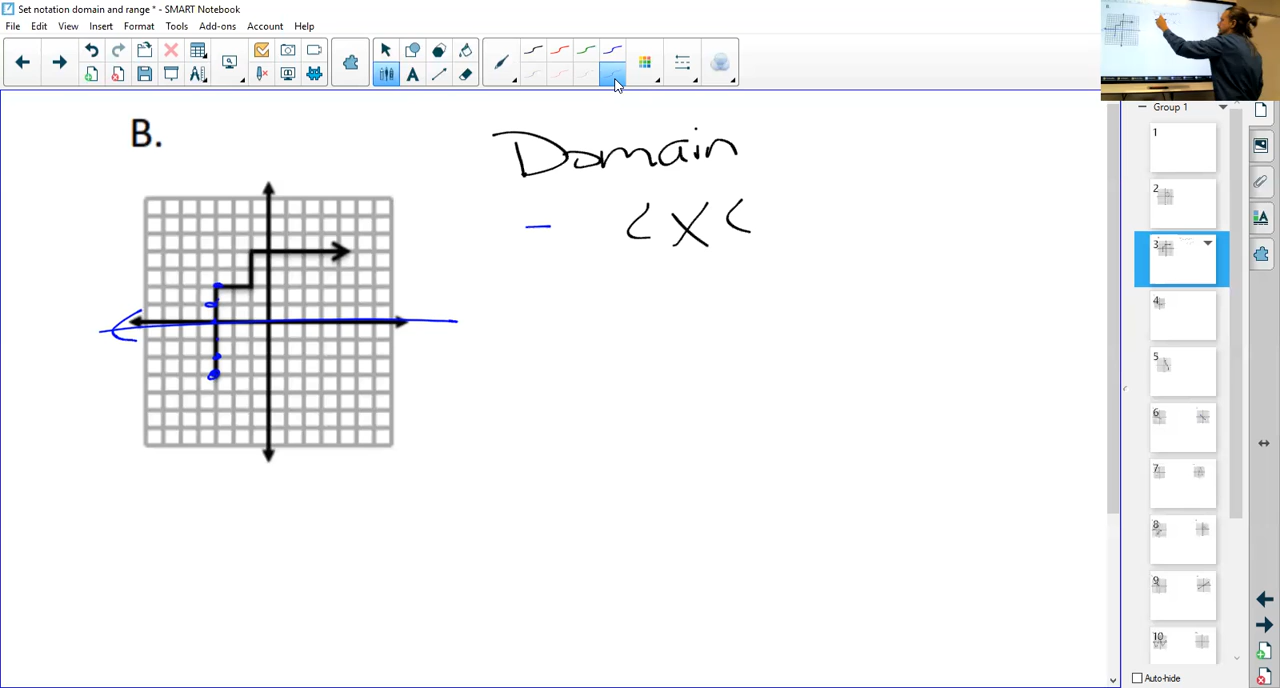 Set notation domain and range * - SMART Notebook
File Edit View Insert Format Tools Add-ons Account Help
B.
Domain
- < X <
Group 1
1
2
3
4
5
6
7
8
9
10
Auto-hide